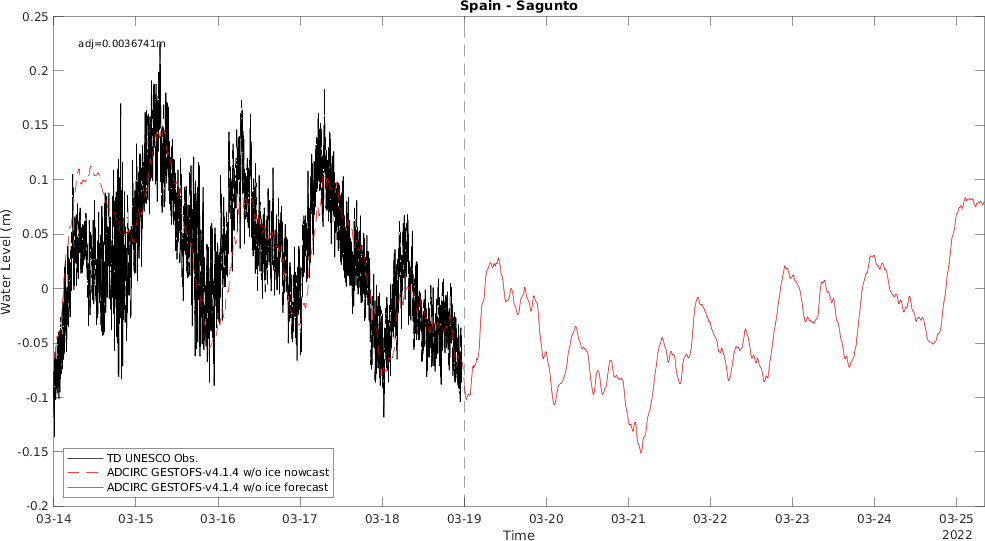 Spain - Sagunto
0.25
adj=0.0036741m
0.2
0.15
0.1
0.05
0
-0.05
-0.1
-0.15
-0.2
Water Level (m)
TD UNESCO Obs.
ADCIRC GESTOFS-v4.1.4 w/o ice nowcast
ADCIRC GESTOFS-v4.1.4 w/o ice forecast
03-14 03-15 03-16 03-17 03-18 03-19 03-20 03-21 03-22 03-23 03-24 03-25
Time
2022